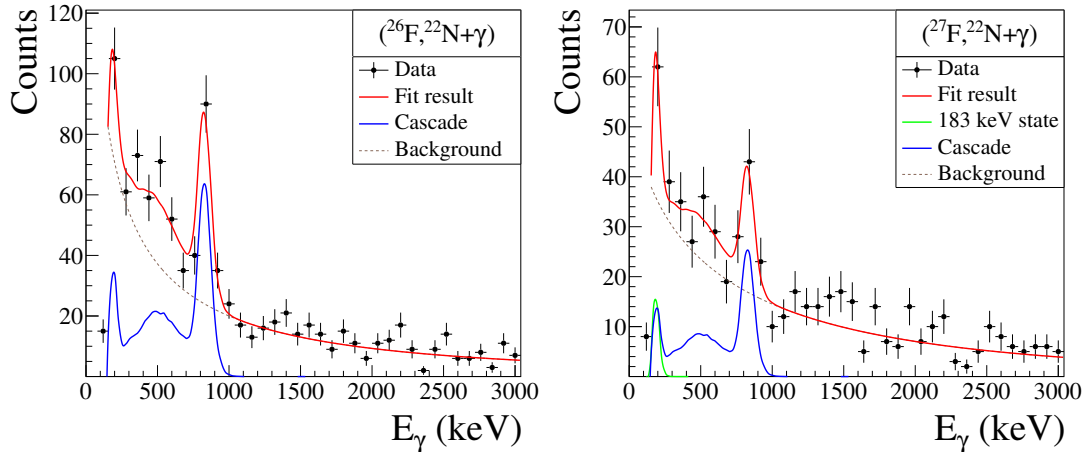 (²⁶F,²²N+γ)
Data
Fit result
Cascade
Background
Counts
120
100
80
60
40
20
0 500 1000 1500 2000 2500 3000
E_γ (keV)
(²⁷F,²²N+γ)
Data
Fit result
183 keV state
Cascade
Background
Counts
70
60
50
40
30
20
10
0 500 1000 1500 2000 2500 3000
E_γ (keV)